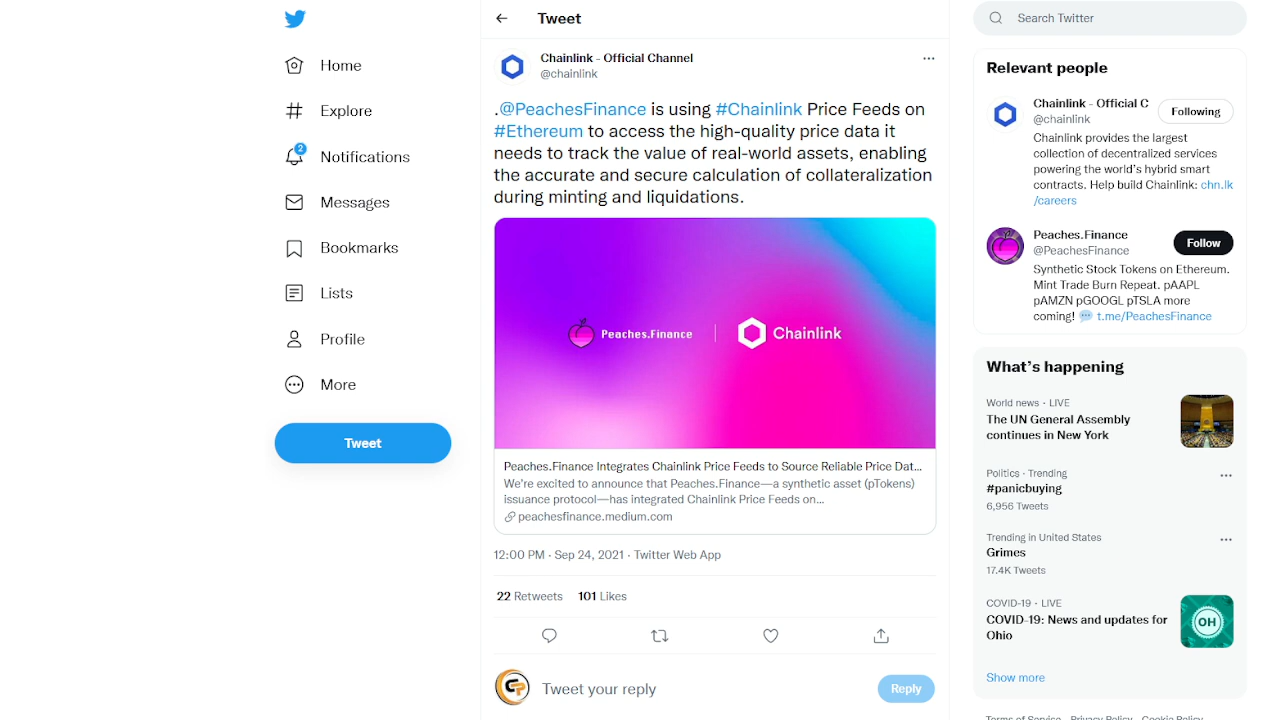 Home
Explore
2
Notifications
Messages
Bookmarks
Lists
Profile
More
Tweet
Tweet
Chainlink - Official Channel
@chainlink
.@PeachesFinance is using #Chainlink Price Feeds on
#Ethereum to access the high-quality price data it
needs to track the value of real-world assets, enabling
the accurate and secure calculation of collateralization
during minting and liquidations.
Peaches.Finance | Chainlink
Peaches.Finance Integrates Chainlink Price Feeds to Source Reliable Price Dat...
We're excited to announce that Peaches.Finance—a synthetic asset (pTokens)
issuance protocol—has integrated Chainlink Price Feeds on...
peachesfinance.medium.com
12:00 PM · Sep 24, 2021 · Twitter Web App
22 Retweets 101 Likes
Tweet your reply
Reply
Search Twitter
Relevant people
Chainlink - Official C
Following
@chainlink
Chainlink provides the largest
collection of decentralized services
powering the world's hybrid smart
contracts. Help build Chainlink: chn.lk
/careers
Peaches.Finance
@PeachesFinance
Follow
Synthetic Stock Tokens on Ethereum.
Mint Trade Burn Repeat. pAAPL
pAMZN pGOOGL pTSLA more
coming! 💬 t.me/PeachesFinance
What's happening
World news · LIVE
The UN General Assembly
continues in New York
Politics · Trending
#panicbuying
6,956 Tweets
Trending in United States
Grimes
17.4K Tweets
COVID-19 · LIVE
COVID-19: News and updates for
Ohio
OH
Show more
Terms of Service Privacy Policy Cookie Policy